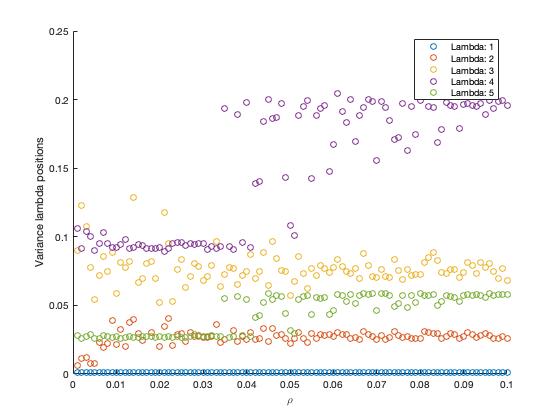 0.25
Lambda: 1
Lambda: 2
Lambda: 3
Lambda: 4
Lambda: 5
0.2
0.15
0.1
0.05
0
Variance lambda positions
0 0.01 0.02 0.03 0.04 0.05 0.06 0.07 0.08 0.09 0.1
ρ